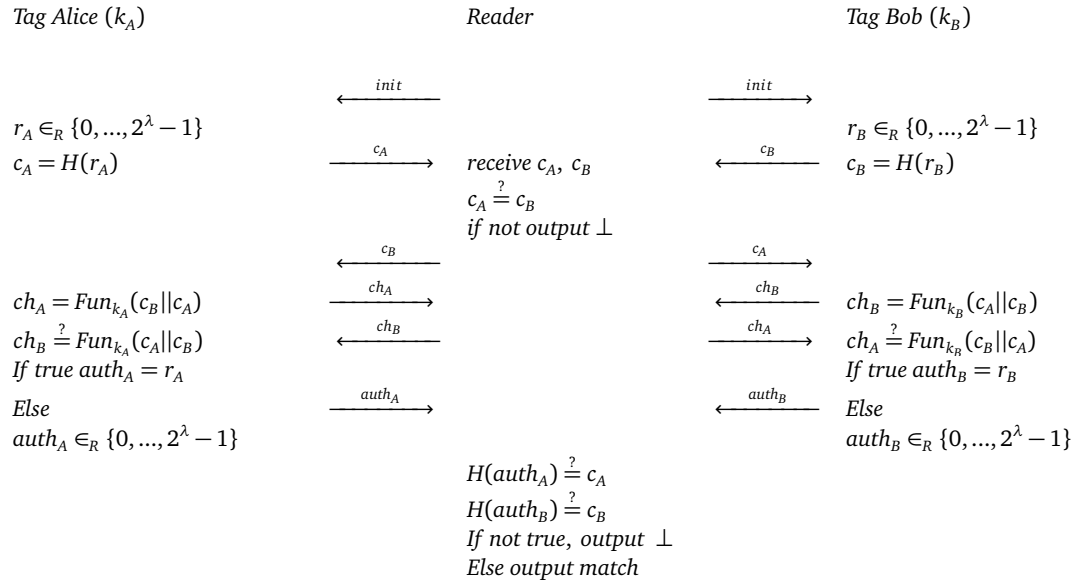 Tag Alice (k_A) Reader Tag Bob (k_B)
init init
r_A ∈_R {0, ..., 2^λ − 1} r_B ∈_R {0, ..., 2^λ − 1}
c_A = H(r_A) c_A receive c_A, c_B c_B c_B = H(r_B)
c_A ?= c_B
if not output ⊥
c_B c_A
ch_A = Fun_{k_A}(c_B||c_A) ch_A ch_B ch_B = Fun_{k_B}(c_A||c_B)
ch_B ?= Fun_{k_A}(c_A||c_B) ch_B ch_A ch_A ?= Fun_{k_B}(c_B||c_A)
If true auth_A = r_A If true auth_B = r_B
Else auth_A auth_B Else
auth_A ∈_R {0, ..., 2^λ − 1} auth_B ∈_R {0, ..., 2^λ − 1}
H(auth_A) ?= c_A
H(auth_B) ?= c_B
If not true, output ⊥
Else output match